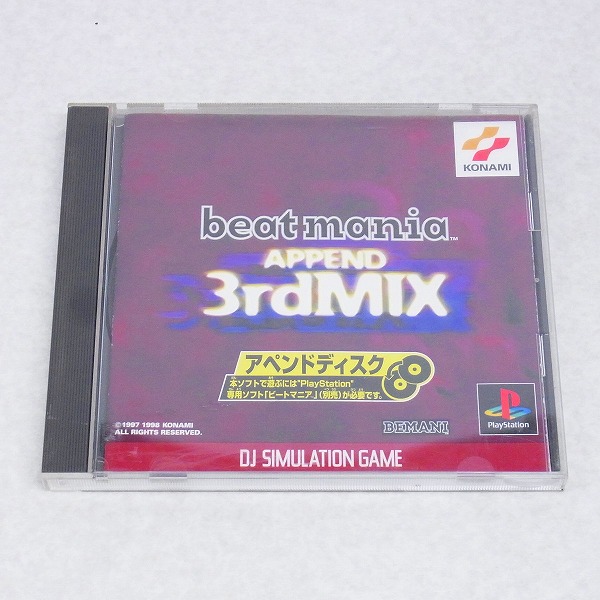 KONAMI
beatmania™
APPEND
3rdMIX
アペンドディスク
本ソフトで遊ぶには"PlayStation"
専用ソフト「ビートマニア」(別売)が必要です。
©1997 1998 KONAMI
ALL RIGHTS RESERVED.
BEMANI
PlayStation
DJ SIMULATION GAME